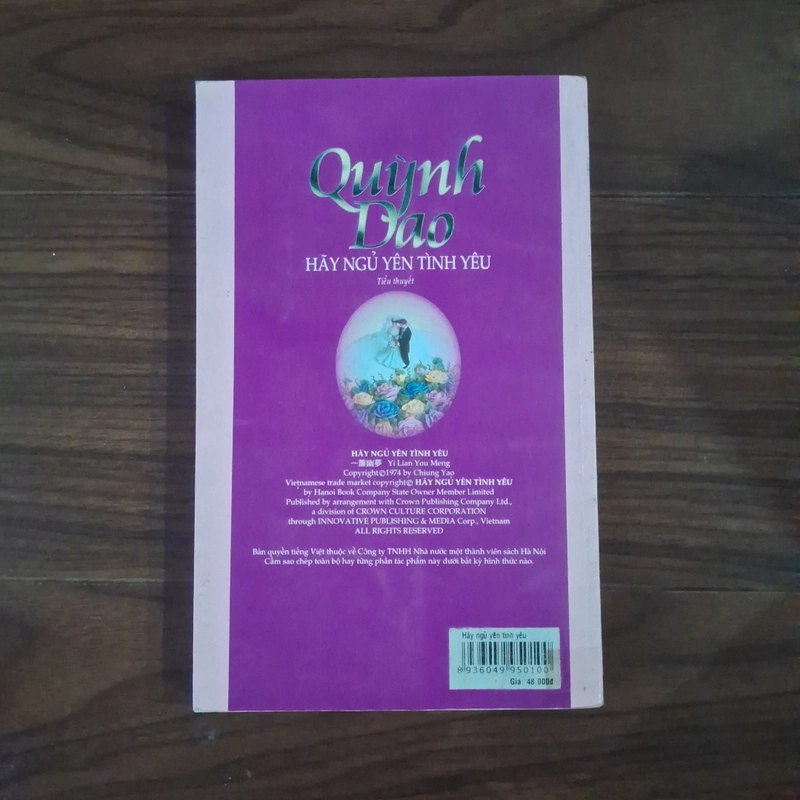 Quỳnh
Dao
HÃY NGỦ YÊN TÌNH YÊU
Tiểu thuyết
HÃY NGỦ YÊN TÌNH YÊU
一簾幽夢 Yi Lian You Meng
Copyright©1974 by Chiung Yao
Vietnamese trade market copyright© HÃY NGỦ YÊN TÌNH YÊU
by Hanoi Book Company State Owner Member Limited
Published by arrangement with Crown Publishing Company Ltd.,
a division of CROWN CULTURE CORPORATION
through INNOVATIVE PUBLISHING & MEDIA Corp., Vietnam
ALL RIGHTS RESERVED
Bản quyền tiếng Việt thuộc về Công ty TNHH Nhà nước một thành viên sách Hà Nội
Cấm sao chép toàn bộ hay từng phần tác phẩm này dưới bất kỳ hình thức nào.
Hãy ngủ yên tình yêu
8 936049 950100
Giá: 48.000đ